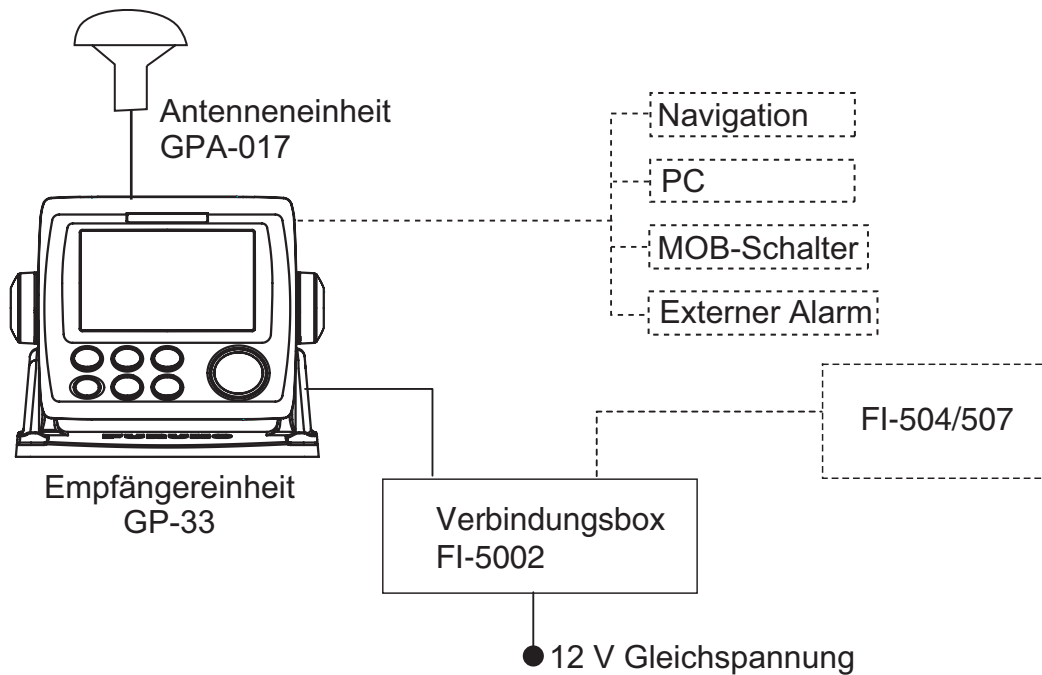 Antenneneinheit
GPA-017
Navigation
PC
MOB-Schalter
Externer Alarm
FURUNO
FI-504/507
Empfängereinheit
GP-33
Verbindungsbox
FI-5002
12 V Gleichspannung